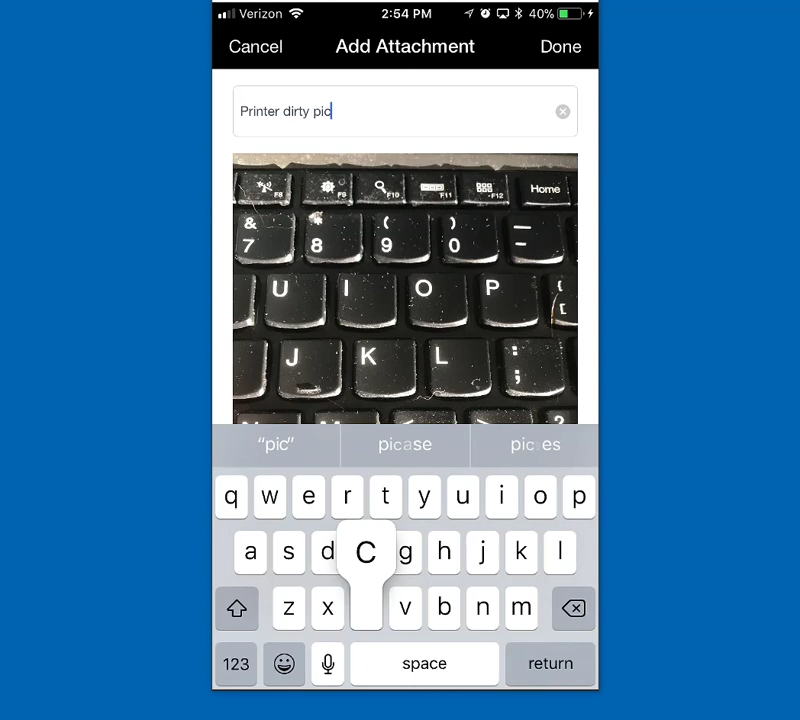 Verizon 2:54 PM 40%
Cancel Add Attachment Done
Printer dirty pic
F8 F9 F10 F11 F12 Home
& * ( ) –
7 8 9 0 -
U I O P { [
J K L : ;
?
"pic" picase
q w e r t y u i o p
a s d C g h j k l
z x v b n m
123 space return